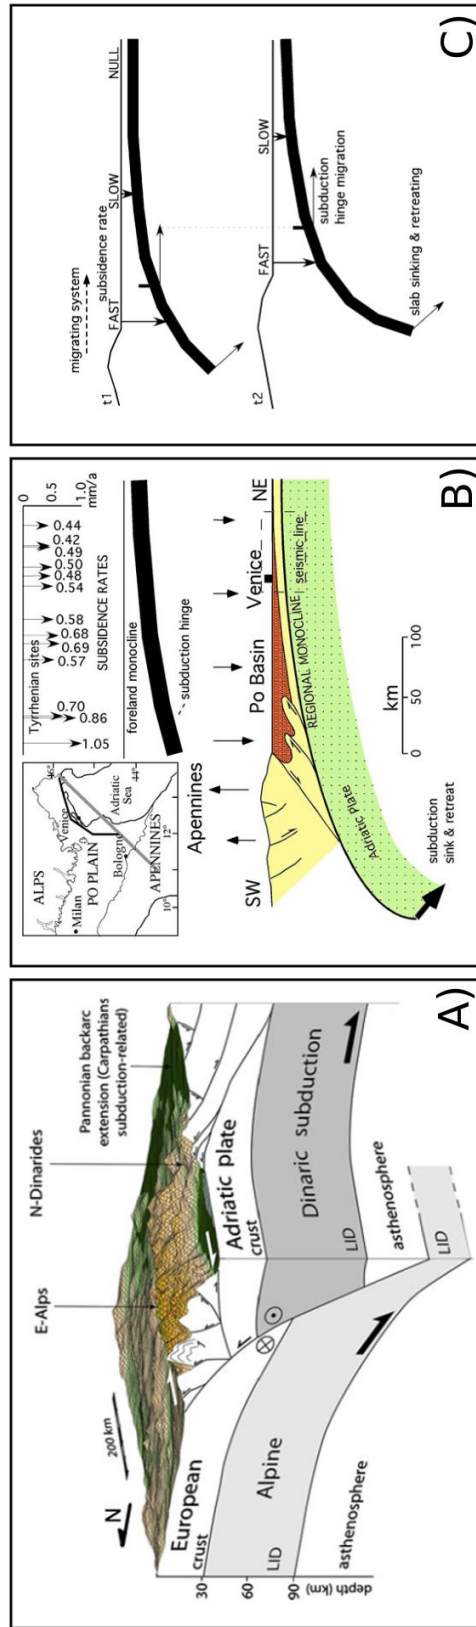 A)
E-Alps
N-Dinarides
Pannonian backarc
extension (Carpathians
subduction-related)
N
200 km
European
crust
Adriatic plate
crust
Alpine
Dinaric subduction
LID
LID
LID
asthenosphere
asthenosphere
30
60
90
depth (km)
B)
ALPS
Milan
PO PLAIN
Venice
Bologna
Adriatic
Sea
APENNINES
10°
12°
44°
46°
Tyrrhenian sites
0
0.5
1.0
mm/a
1.05
0.86
0.70
0.57
0.69
0.68
0.58
0.54
0.48
0.50
0.49
0.42
0.44
SUBSIDENCE RATES
foreland monocline
subduction hinge
Apennines
Po Basin
Venice
SW
NE
REGIONAL MONOCLINE
seismic line
Adriatic Plate
0 50 100
km
subduction
sink & retreat
C)
migrating system
t1
subsidence rate
FAST
SLOW
NULL
t2
FAST
SLOW
subduction
hinge migration
slab sinking & retreating